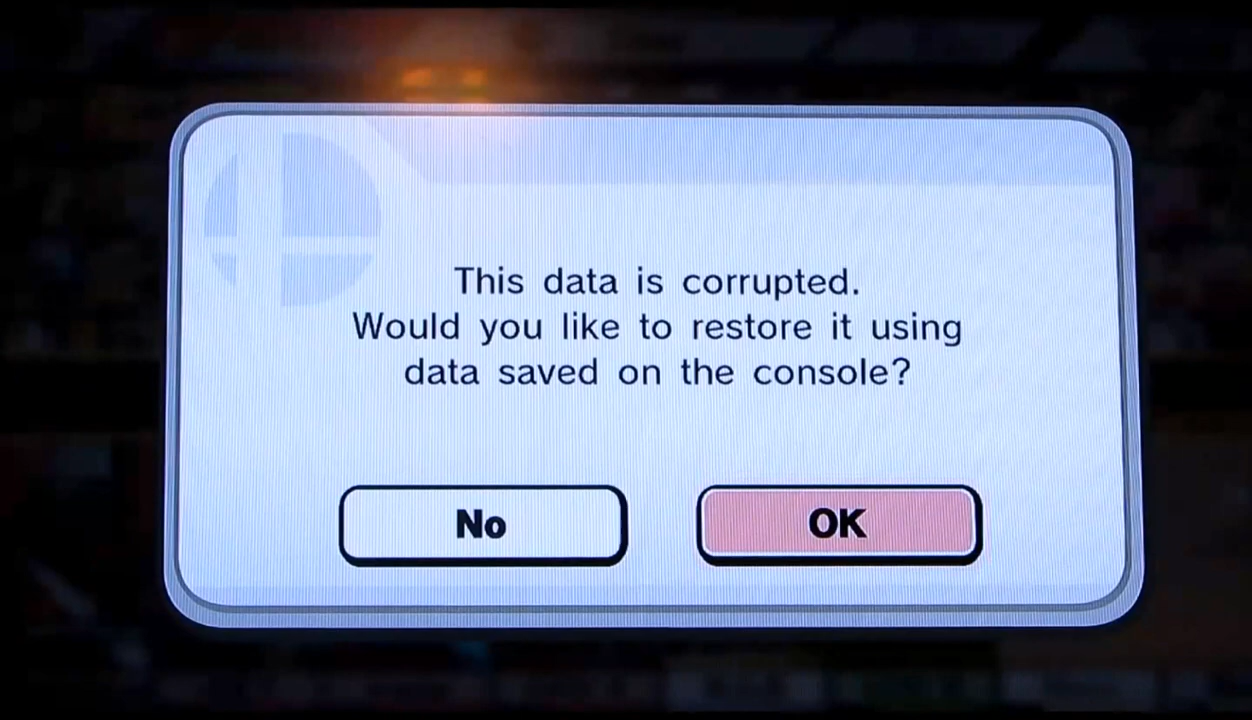 This data is corrupted.
Would you like to restore it using
data saved on the console?
No
OK